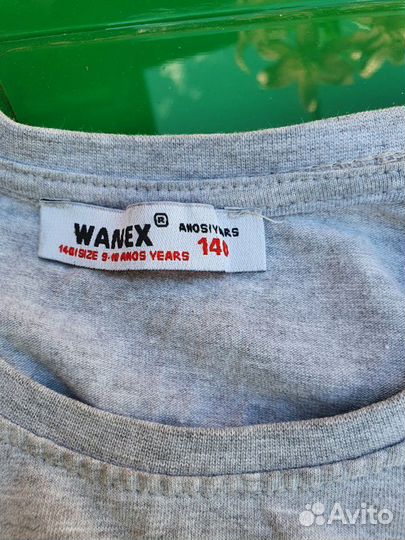 WANEX ® ANOS/YEARS
140/SIZE 9-10 ANOS YEARS 140
Avito